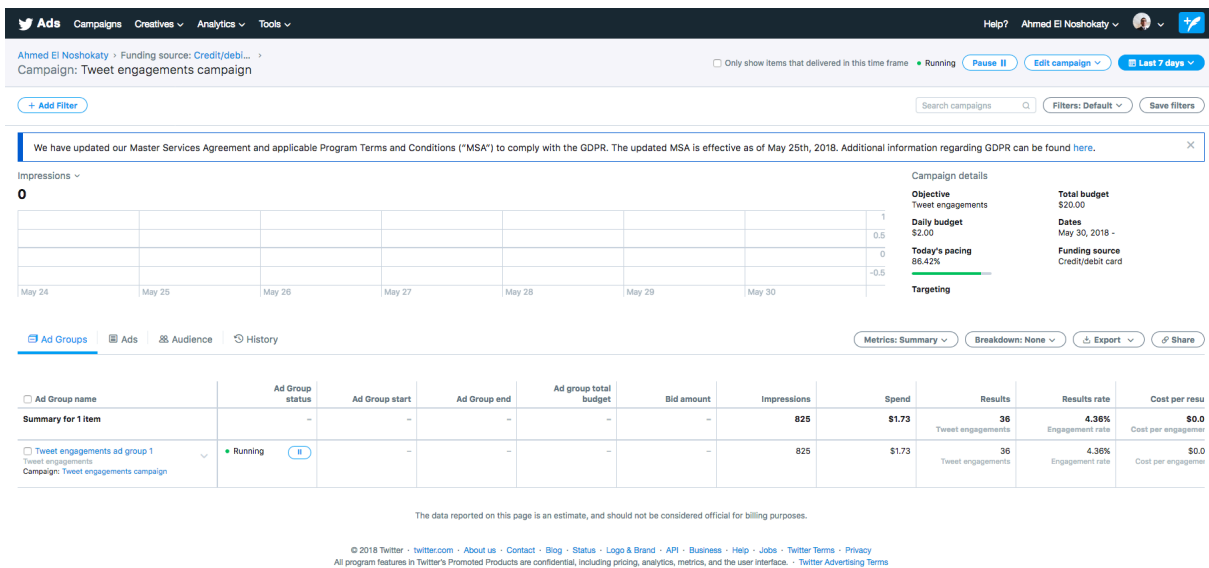 Ads Campaigns Creatives Analytics Tools Help? Ahmed El Noshokaty
Ahmed El Noshokaty > Funding source: Credit/debi... >
Campaign: Tweet engagements campaign
Only show items that delivered in this time frame • Running Pause Edit campaign Last 7 days
+ Add Filter Search campaigns Filters: Default Save filters
We have updated our Master Services Agreement and applicable Program Terms and Conditions ("MSA") to comply with the GDPR. The updated MSA is effective as of May 25th, 2018. Additional information regarding GDPR can be found here.
Impressions
0
1
0.5
0
-0.5
May 24 May 25 May 26 May 27 May 28 May 29 May 30
Campaign details
Objective Total budget
Tweet engagements $20.00
Daily budget Dates
$2.00 May 30, 2018 -
Today's pacing Funding source
86.42% Credit/debit card
Targeting
Ad Groups Ads Audience History Metrics: Summary Breakdown: None Export Share
Ad Group name Ad Group status Ad Group start Ad Group end Ad group total budget Bid amount Impressions Spend Results Results rate Cost per resu
Summary for 1 item – – – – – 825 $1.73 36 4.36% $0.0
Tweet engagements Engagement rate Cost per engagemen
Tweet engagements ad group 1 • Running – – – – 825 $1.73 36 4.36% $0.0
Tweet engagements Tweet engagements Engagement rate Cost per engagemen
Campaign: Tweet engagements campaign
The data reported on this page is an estimate, and should not be considered official for billing purposes.
© 2018 Twitter · twitter.com · About us · Contact · Blog · Status · Logo & Brand · API · Business · Help · Jobs · Twitter Terms · Privacy
All program features in Twitter's Promoted Products are confidential, including pricing, analytics, metrics, and the user interface. · Twitter Advertising Terms